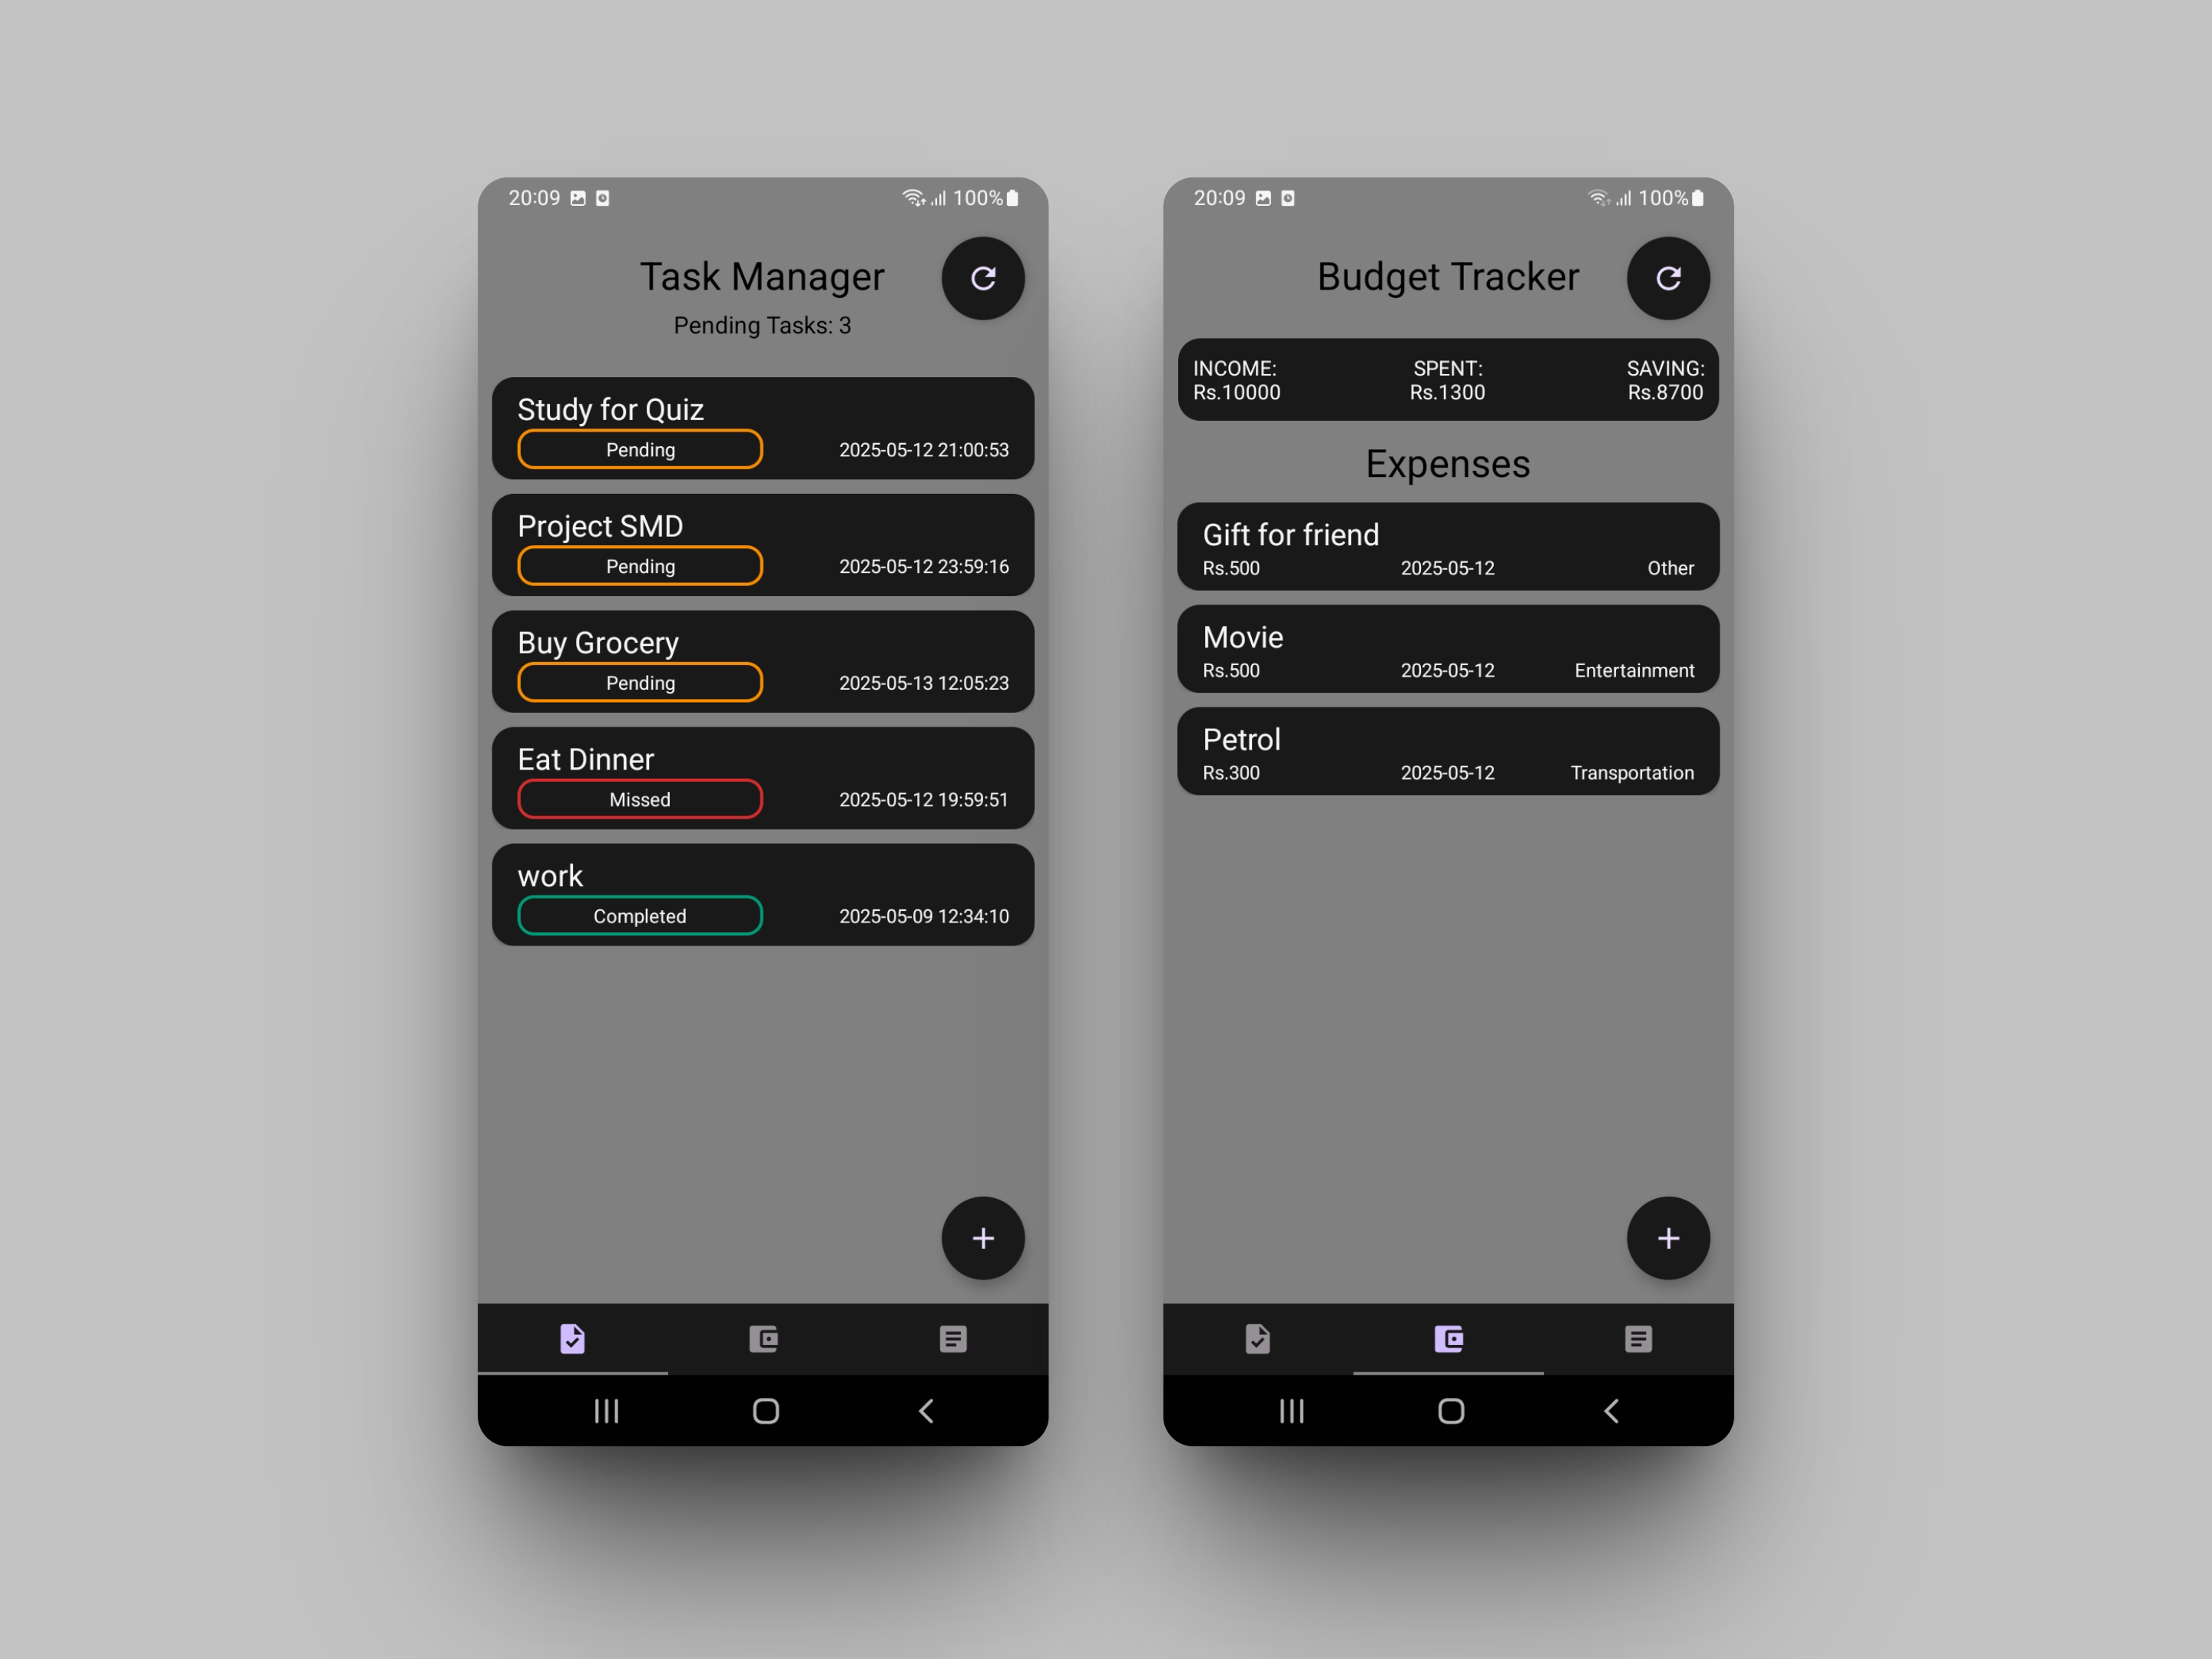 20:09 100%
Task Manager
Pending Tasks: 3
Study for Quiz
Pending 2025-05-12 21:00:53
Project SMD
Pending 2025-05-12 23:59:16
Buy Grocery
Pending 2025-05-13 12:05:23
Eat Dinner
Missed 2025-05-12 19:59:51
work
Completed 2025-05-09 12:34:10
20:09 100%
Budget Tracker
INCOME: SPENT: SAVING:
Rs.10000 Rs.1300 Rs.8700
Expenses
Gift for friend
Rs.500 2025-05-12 Other
Movie
Rs.500 2025-05-12 Entertainment
Petrol
Rs.300 2025-05-12 Transportation